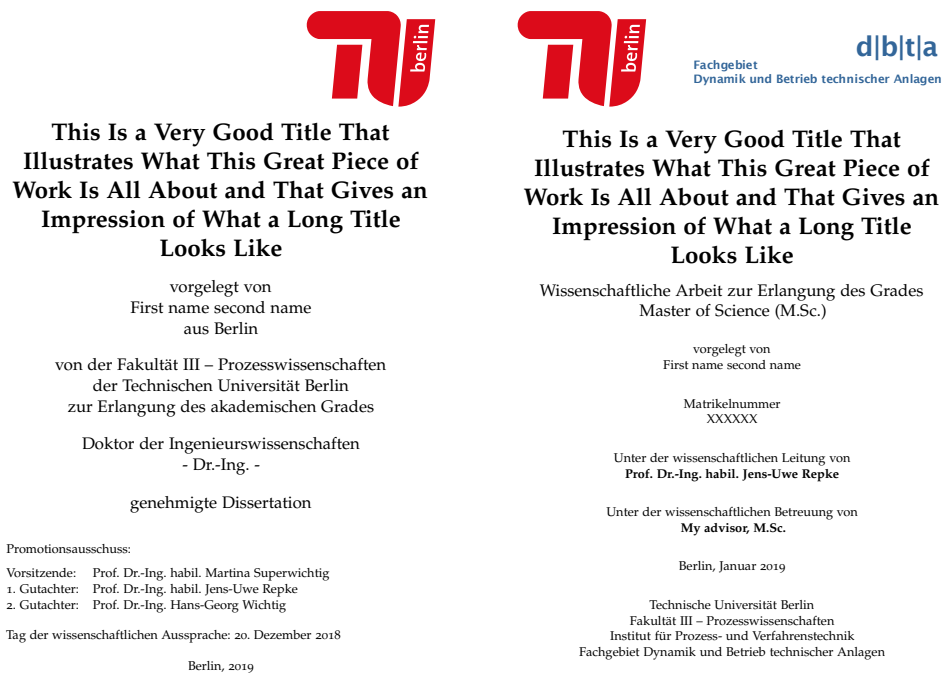 berlin
This Is a Very Good Title That
Illustrates What This Great Piece of
Work Is All About and That Gives an
Impression of What a Long Title
Looks Like
vorgelegt von
First name second name
aus Berlin
von der Fakultät III – Prozesswissenschaften
der Technischen Universität Berlin
zur Erlangung des akademischen Grades
Doktor der Ingenieurswissenschaften
- Dr.-Ing. -
genehmigte Dissertation
Promotionsausschuss:
Vorsitzende: Prof. Dr.-Ing. habil. Martina Superwichtig
1. Gutachter: Prof. Dr.-Ing. habil. Jens-Uwe Repke
2. Gutachter: Prof. Dr.-Ing. Hans-Georg Wichtig
Tag der wissenschaftlichen Aussprache: 20. Dezember 2018
Berlin, 2019
berlin
d|b|t|a
Fachgebiet
Dynamik und Betrieb technischer Anlagen
This Is a Very Good Title That
Illustrates What This Great Piece of
Work Is All About and That Gives an
Impression of What a Long Title
Looks Like
Wissenschaftliche Arbeit zur Erlangung des Grades
Master of Science (M.Sc.)
vorgelegt von
First name second name
Matrikelnummer
XXXXXX
Unter der wissenschaftlichen Leitung von
Prof. Dr.-Ing. habil. Jens-Uwe Repke
Unter der wissenschaftlichen Betreuung von
My advisor, M.Sc.
Berlin, Januar 2019
Technische Universität Berlin
Fakultät III – Prozesswissenschaften
Institut für Prozess- und Verfahrenstechnik
Fachgebiet Dynamik und Betrieb technischer Anlagen